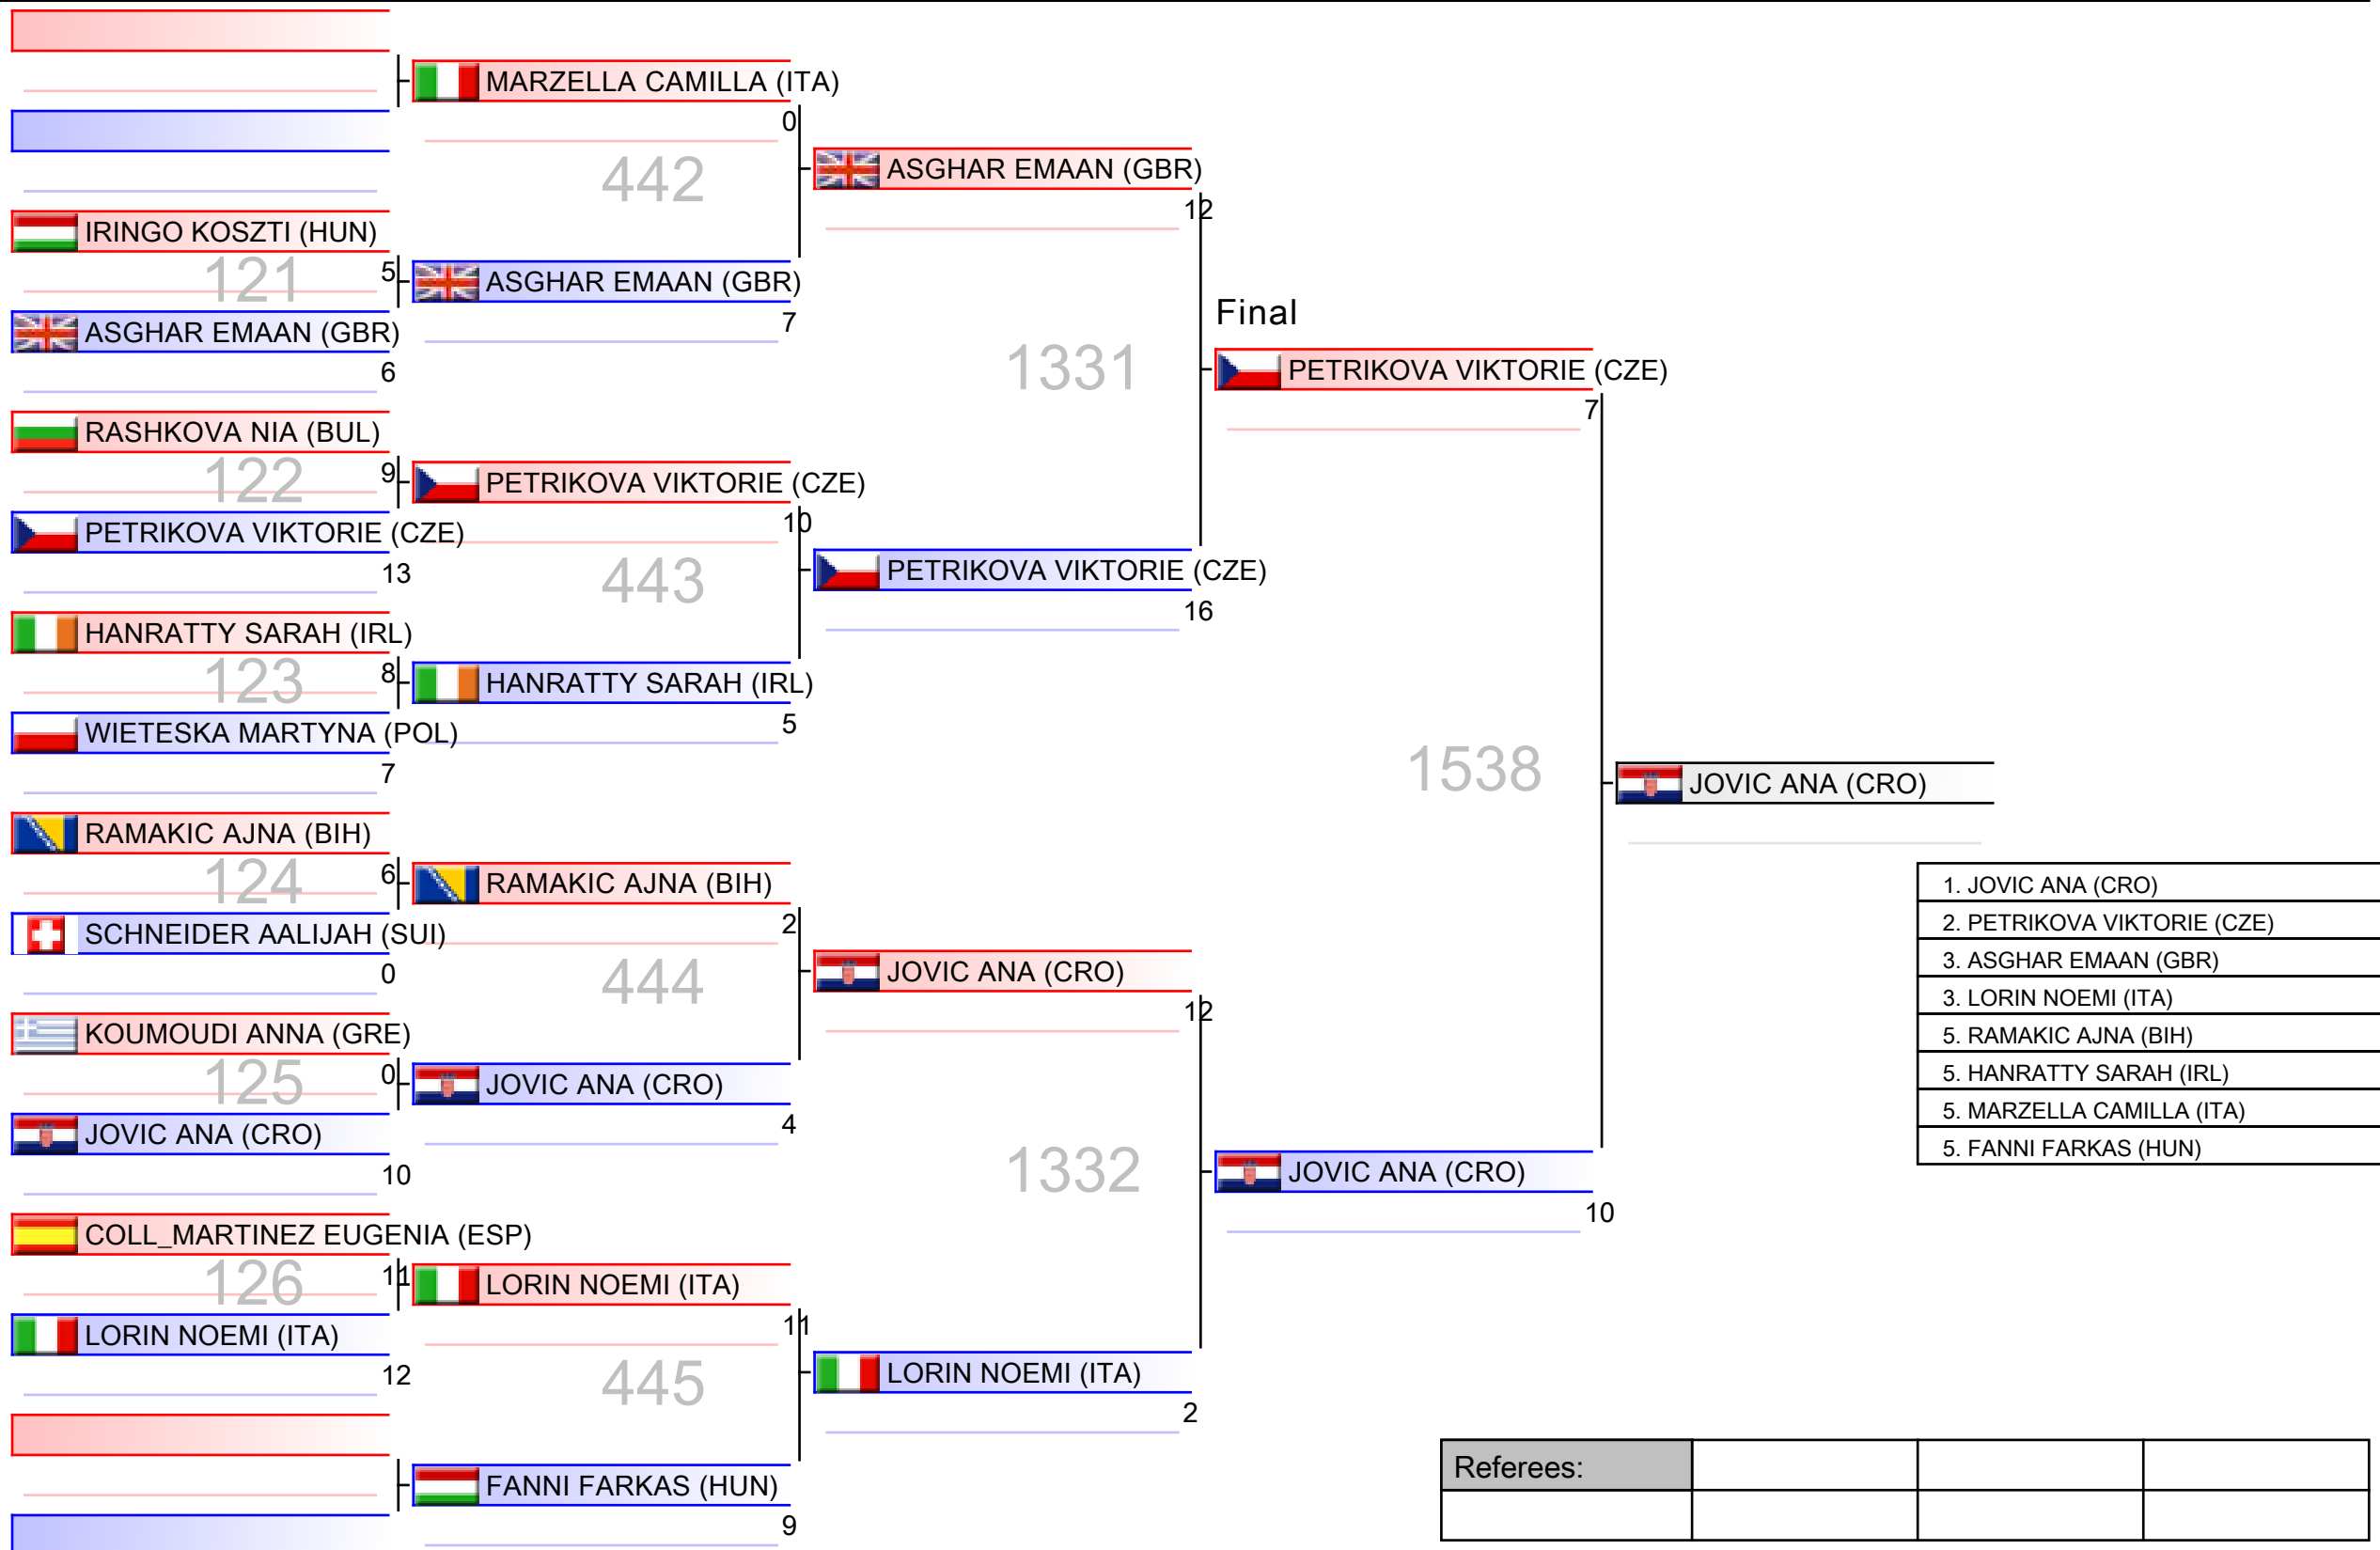 MARZELLA CAMILLA (ITA)
0
442
ASGHAR EMAAN (GBR)
12
IRINGO KOSZTI (HUN)
121
5
ASGHAR EMAAN (GBR)
7
ASGHAR EMAAN (GBR)
6
Final
1331
PETRIKOVA VIKTORIE (CZE)
7
RASHKOVA NIA (BUL)
122
9
PETRIKOVA VIKTORIE (CZE)
10
PETRIKOVA VIKTORIE (CZE)
13
443
PETRIKOVA VIKTORIE (CZE)
16
HANRATTY SARAH (IRL)
123
8
HANRATTY SARAH (IRL)
5
WIETESKA MARTYNA (POL)
7
1538
JOVIC ANA (CRO)
RAMAKIC AJNA (BIH)
124
6
RAMAKIC AJNA (BIH)
2
SCHNEIDER AALIJAH (SUI)
0
444
JOVIC ANA (CRO)
12
KOUMOUDI ANNA (GRE)
125
0
JOVIC ANA (CRO)
4
JOVIC ANA (CRO)
10
1332
JOVIC ANA (CRO)
10
COLL_MARTINEZ EUGENIA (ESP)
126
11
LORIN NOEMI (ITA)
11
LORIN NOEMI (ITA)
12
445
LORIN NOEMI (ITA)
2
FANNI FARKAS (HUN)
9
1. JOVIC ANA (CRO)
2. PETRIKOVA VIKTORIE (CZE)
3. ASGHAR EMAAN (GBR)
3. LORIN NOEMI (ITA)
5. RAMAKIC AJNA (BIH)
5. HANRATTY SARAH (IRL)
5. MARZELLA CAMILLA (ITA)
5. FANNI FARKAS (HUN)
Referees: